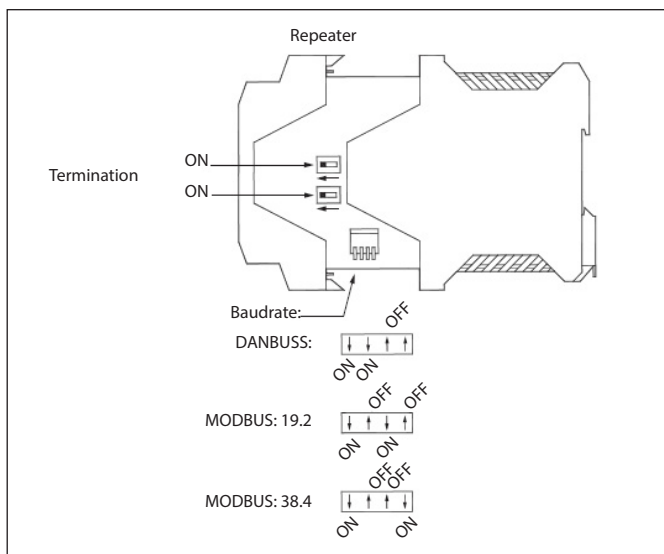 Repeater
Termination
ON
ON
Baudrate:
OFF
DANBUSS:
ON ON
OFF OFF
MODBUS: 19.2
ON ON
OFF OFF
MODBUS: 38.4
ON ON